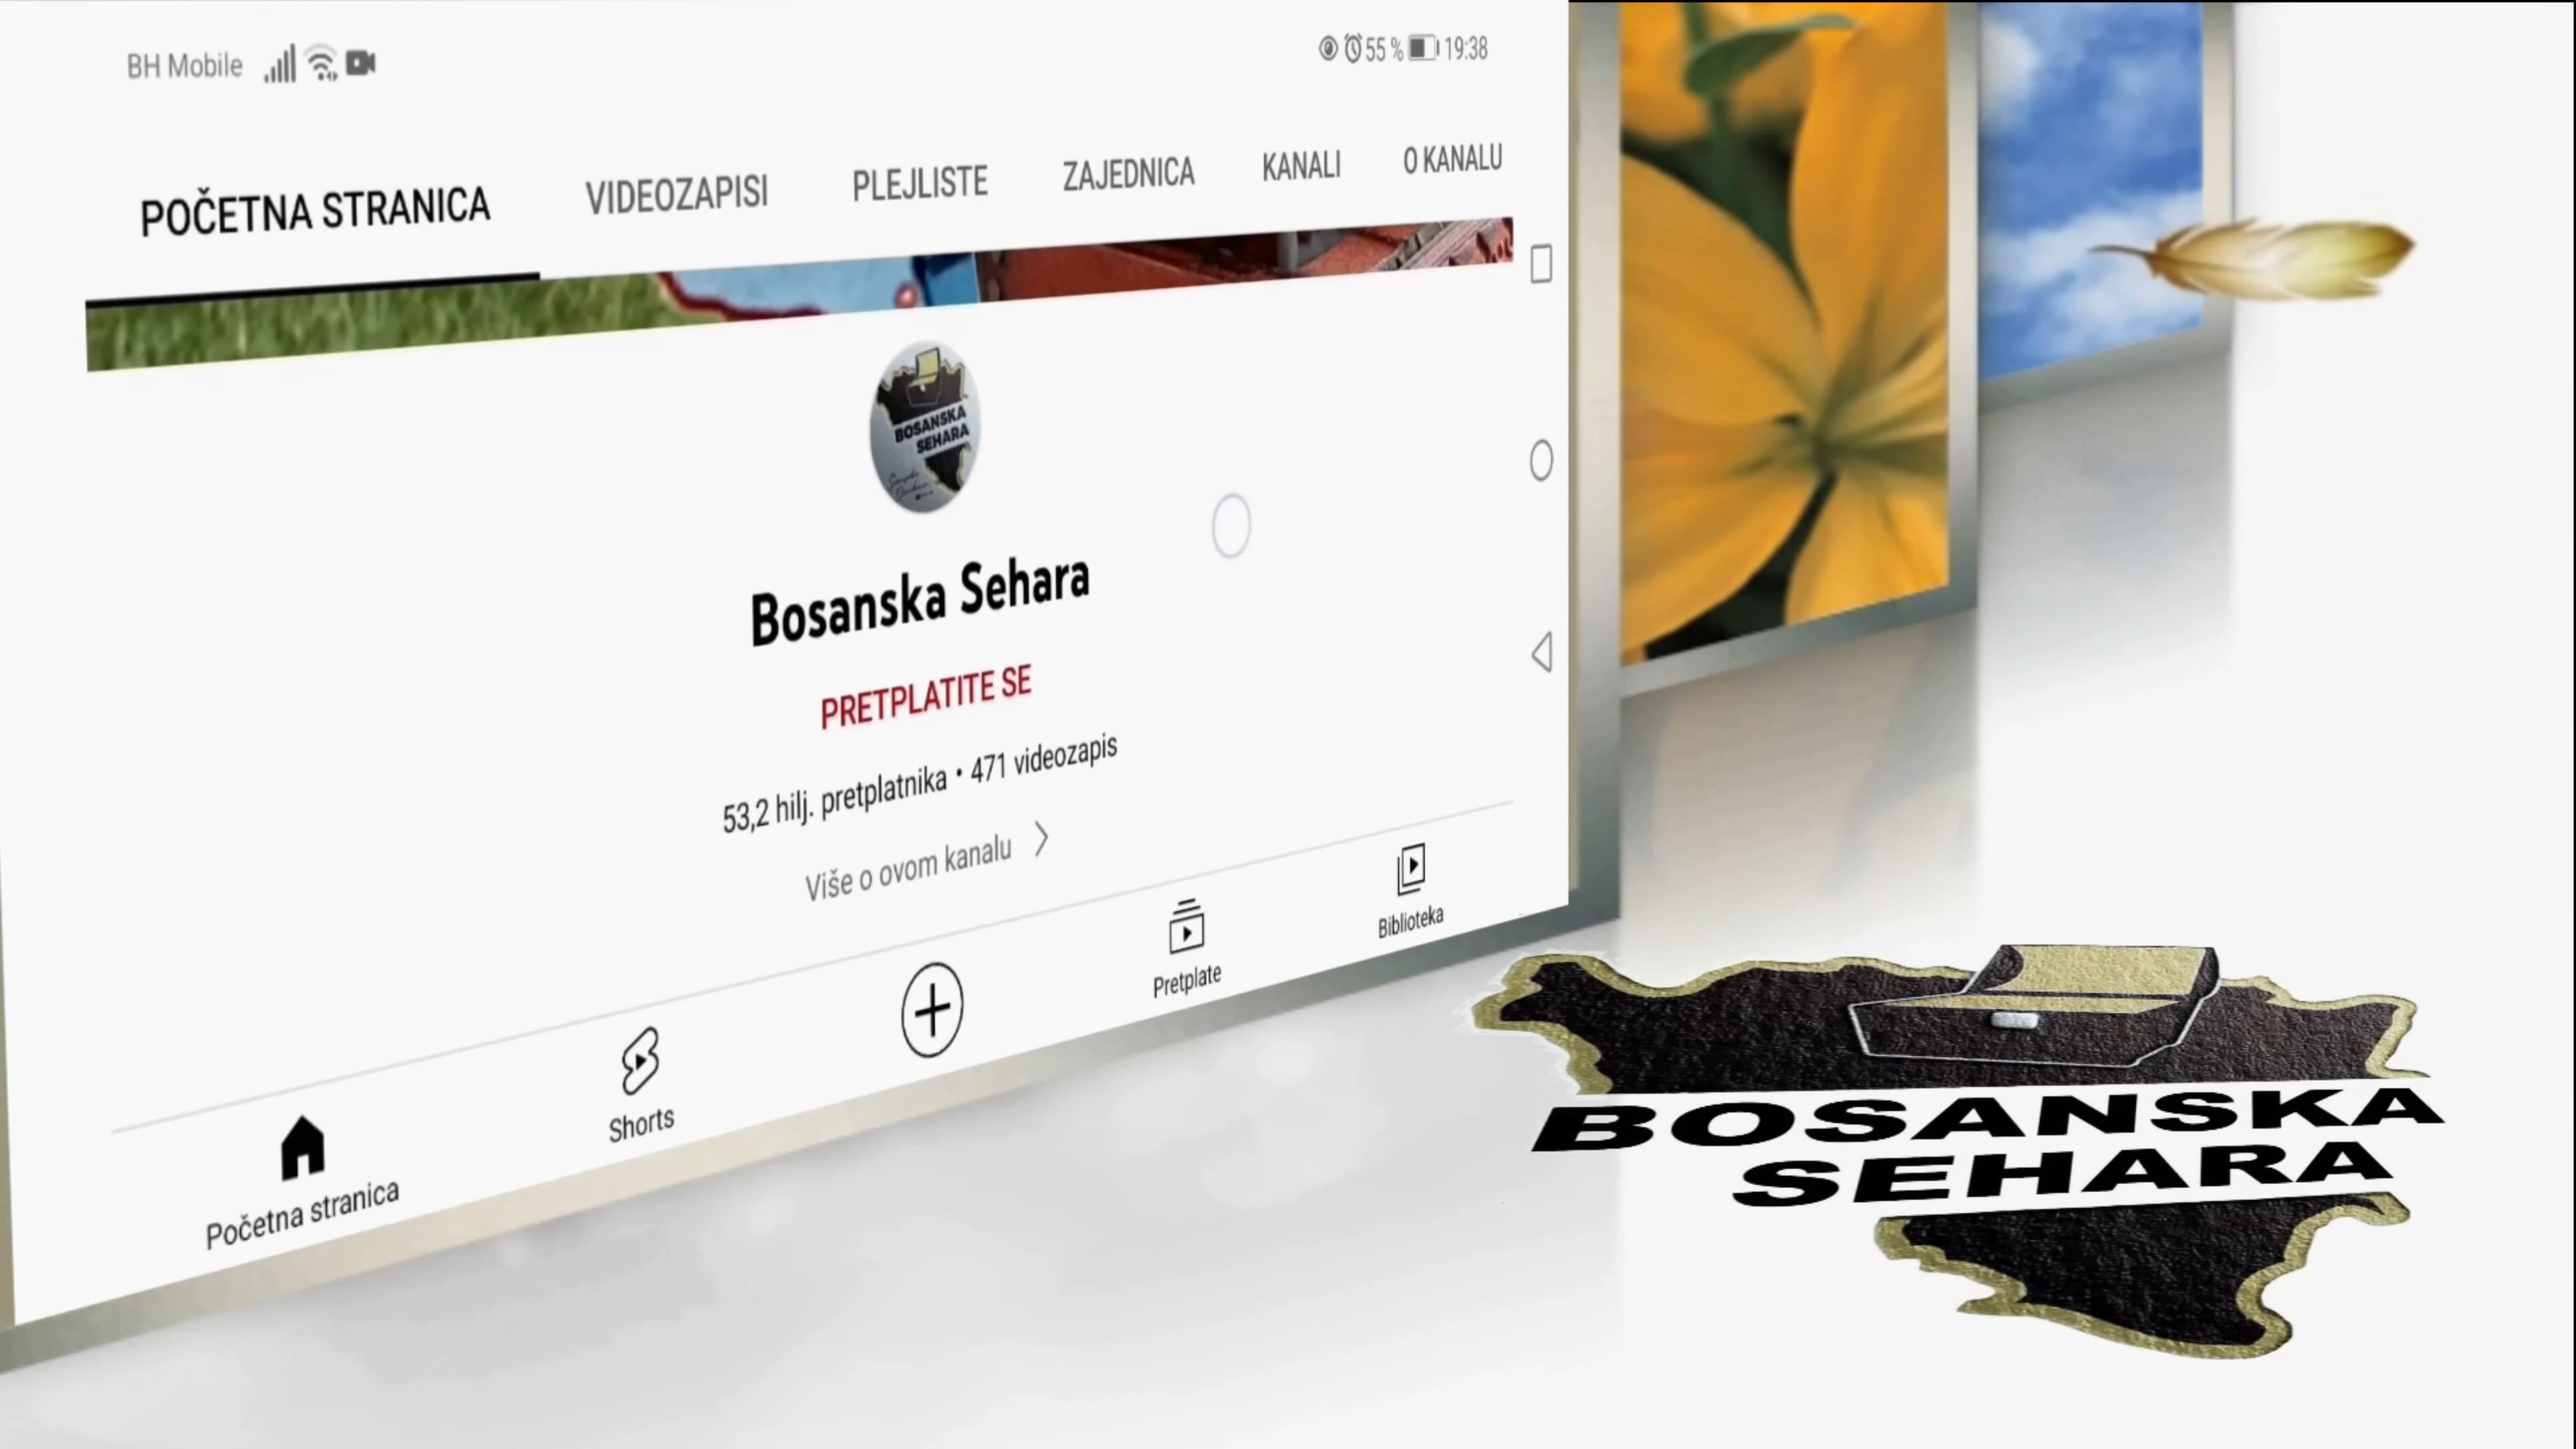 BH Mobile
55 % 19:38
POČETNA STRANICA VIDEOZAPISI PLEJLISTE ZAJEDNICA KANALI O KANALU
BOSANSKA
SEHARA
Bosanska Sehara
PRETPLATITE SE
53,2 hilj. pretplatnika • 471 videozapis
Više o ovom kanalu
Početna stranica
Shorts
Pretplate
Biblioteka
BOSANSKA
SEHARA